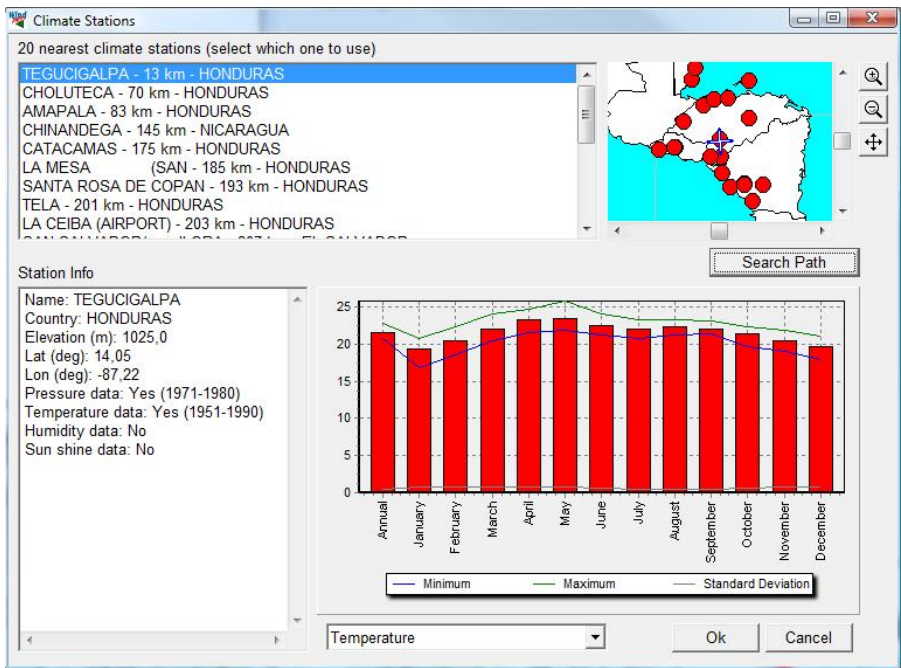 Wind
Climate Stations
20 nearest climate stations (select which one to use)
TEGUCIGALPA - 13 km - HONDURAS
CHOLUTECA - 70 km - HONDURAS
AMAPALA - 83 km - HONDURAS
CHINANDEGA - 145 km - NICARAGUA
CATACAMAS - 175 km - HONDURAS
LA MESA (SAN - 185 km - HONDURAS
SANTA ROSA DE COPAN - 193 km - HONDURAS
TELA - 201 km - HONDURAS
LA CEIBA (AIRPORT) - 203 km - HONDURAS
Search Path
Station Info
Name: TEGUCIGALPA
Country: HONDURAS
Elevation (m): 1025,0
Lat (deg): 14,05
Lon (deg): -87,22
Pressure data: Yes (1971-1980)
Temperature data: Yes (1951-1990)
Humidity data: No
Sun shine data: No
25
20
15
10
5
0
Annual
January
February
March
April
May
June
July
August
September
October
November
December
Minimum Maximum Standard Deviation
Temperature
Ok
Cancel